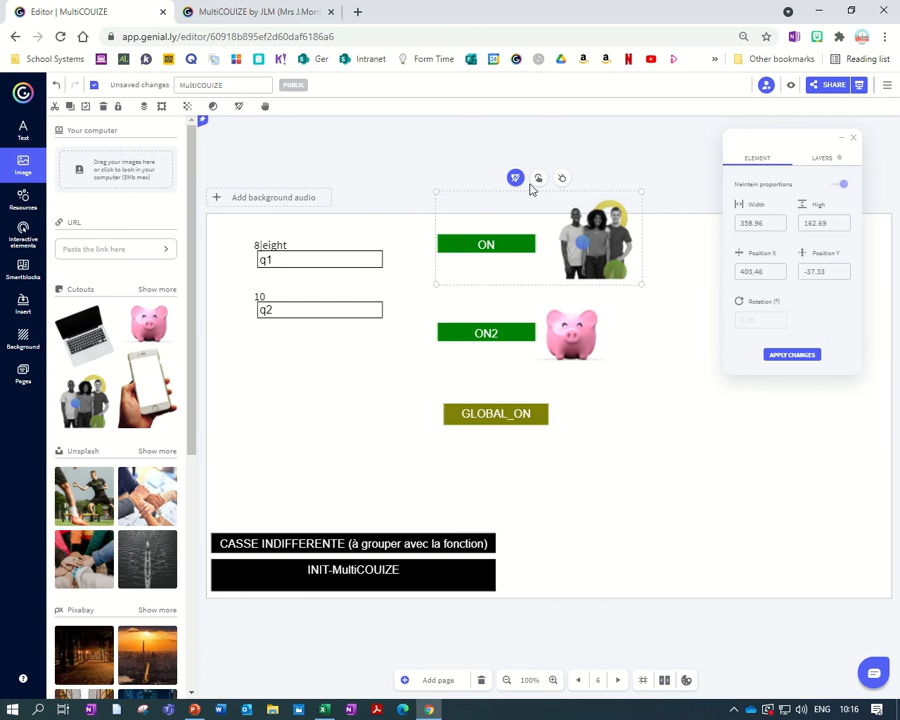 Editor | MultiCOUIZE
MultiCOUIZE by JLM (Mrs J.Morri
app.genial.ly/editor/60918b895ef2d60daf6186a6
School Systems
Ger
Intranet
Form Time
Other bookmarks
Reading list
Unsaved changes
MultiCOUIZE
PUBLIC
SHARE
Text
Image
Resources
Interactive
elements
Smartblocks
Insert
Background
Pages
Your computer
Drag your images here
or click to look in your
computer (5Mb max)
URL
Paste the link here
Cutouts
Show more
Unsplash
Show more
Pixabay
Show more
Add background audio
8|eight
q1
10
q2
ON
ON2
GLOBAL_ON
CASSE INDIFFERENTE (à grouper avec la fonction)
INIT-MultiCOUIZE
ELEMENT
LAYERS
Maintain proportions
Width
High
358.96
162.69
Position X
Position Y
403.46
-37.33
Rotation (º)
0.00
APPLY CHANGES
Add page
100%
6
ENG
10:16